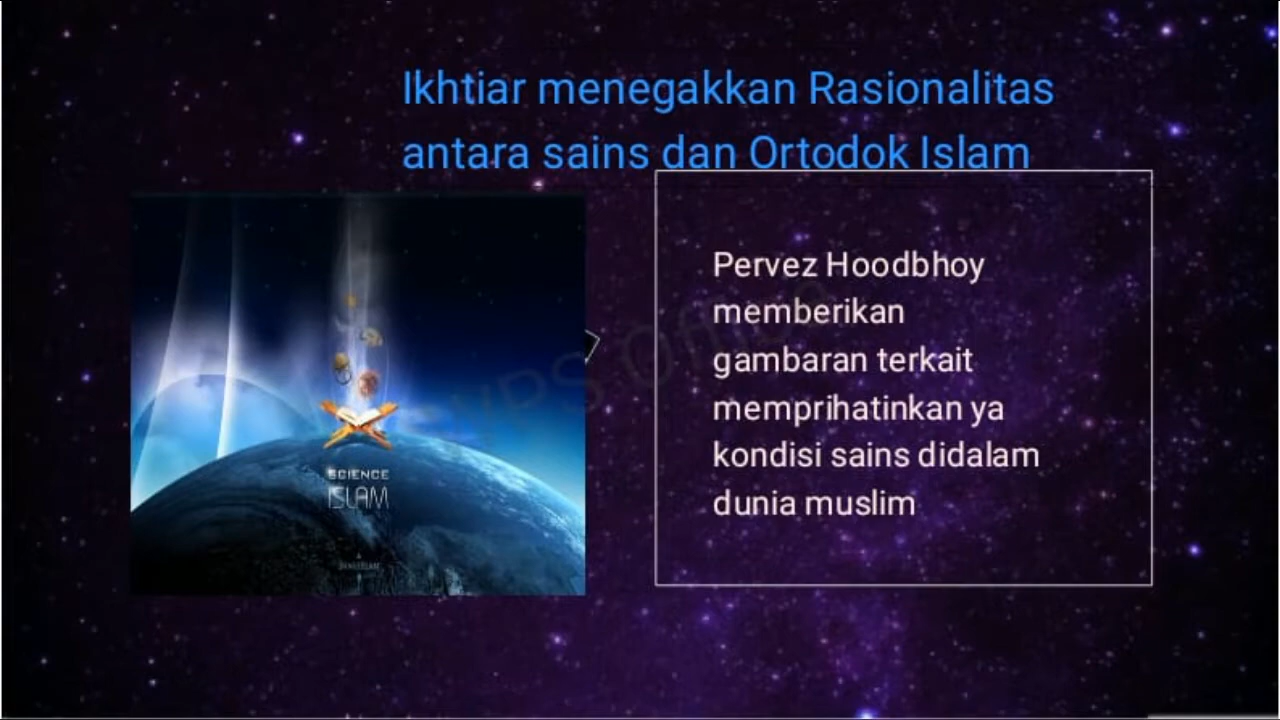 Ikhtiar menegakkan Rasionalitas
antara sains dan Ortodok Islam
Pervez Hoodbhoy
memberikan
gambaran terkait
memprihatinkan ya
kondisi sains didalam
dunia muslim
SCIENCE
ISLAM